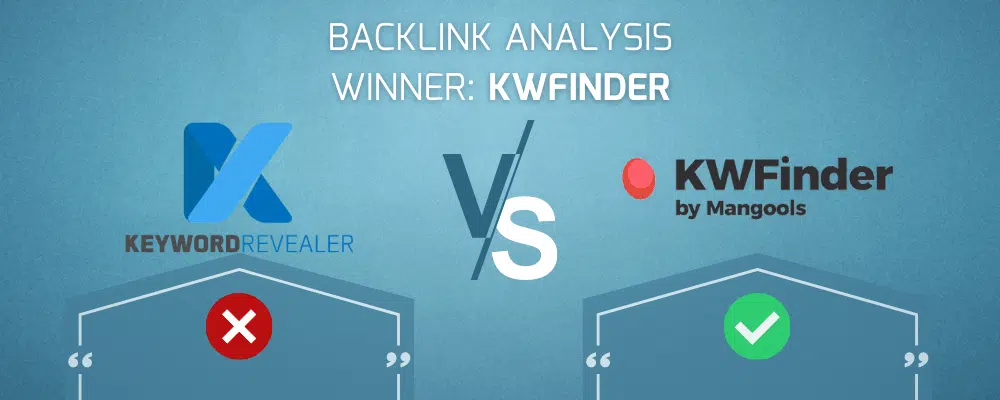 BACKLINK ANALYSIS
WINNER: KWFINDER
KEYWORDREVEALER
VS
KWFinder
by Mangools
“ ”
“ ”